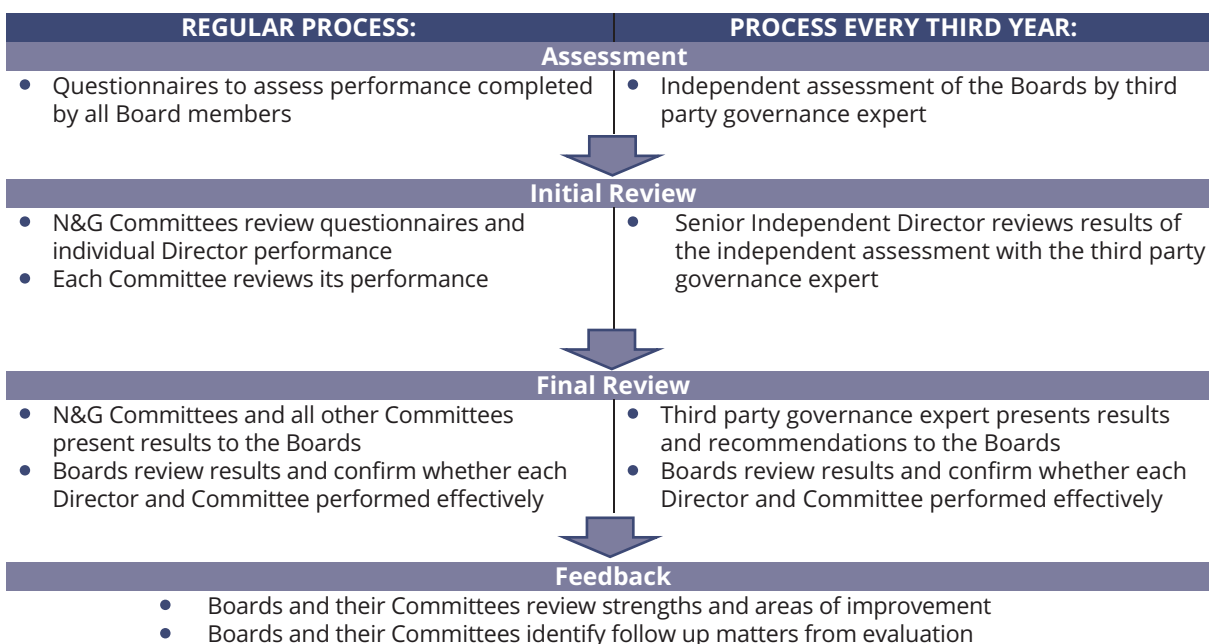 REGULAR PROCESS:
PROCESS EVERY THIRD YEAR:
Assessment
• Questionnaires to assess performance completed
by all Board members
• Independent assessment of the Boards by third
party governance expert
Initial Review
• N&G Committees review questionnaires and
individual Director performance
• Each Committee reviews its performance
• Senior Independent Director reviews results of
the independent assessment with the third party
governance expert
Final Review
• N&G Committees and all other Committees
present results to the Boards
• Boards review results and confirm whether each
Director and Committee performed effectively
• Third party governance expert presents results
and recommendations to the Boards
• Boards review results and confirm whether each
Director and Committee performed effectively
Feedback
• Boards and their Committees review strengths and areas of improvement
• Boards and their Committees identify follow up matters from evaluation